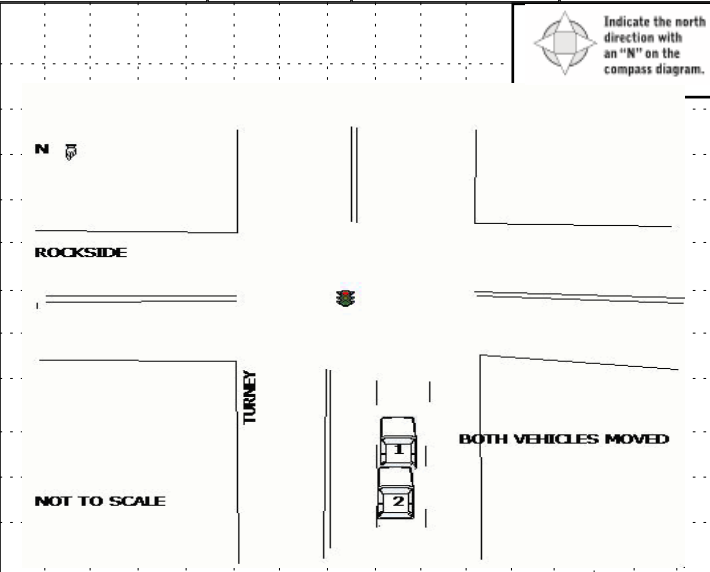 Indicate the north
direction with
an “N” on the
compass diagram.
N
ROCKSIDE
TURNEY
1
BOTH VEHICLES MOVED
2
NOT TO SCALE